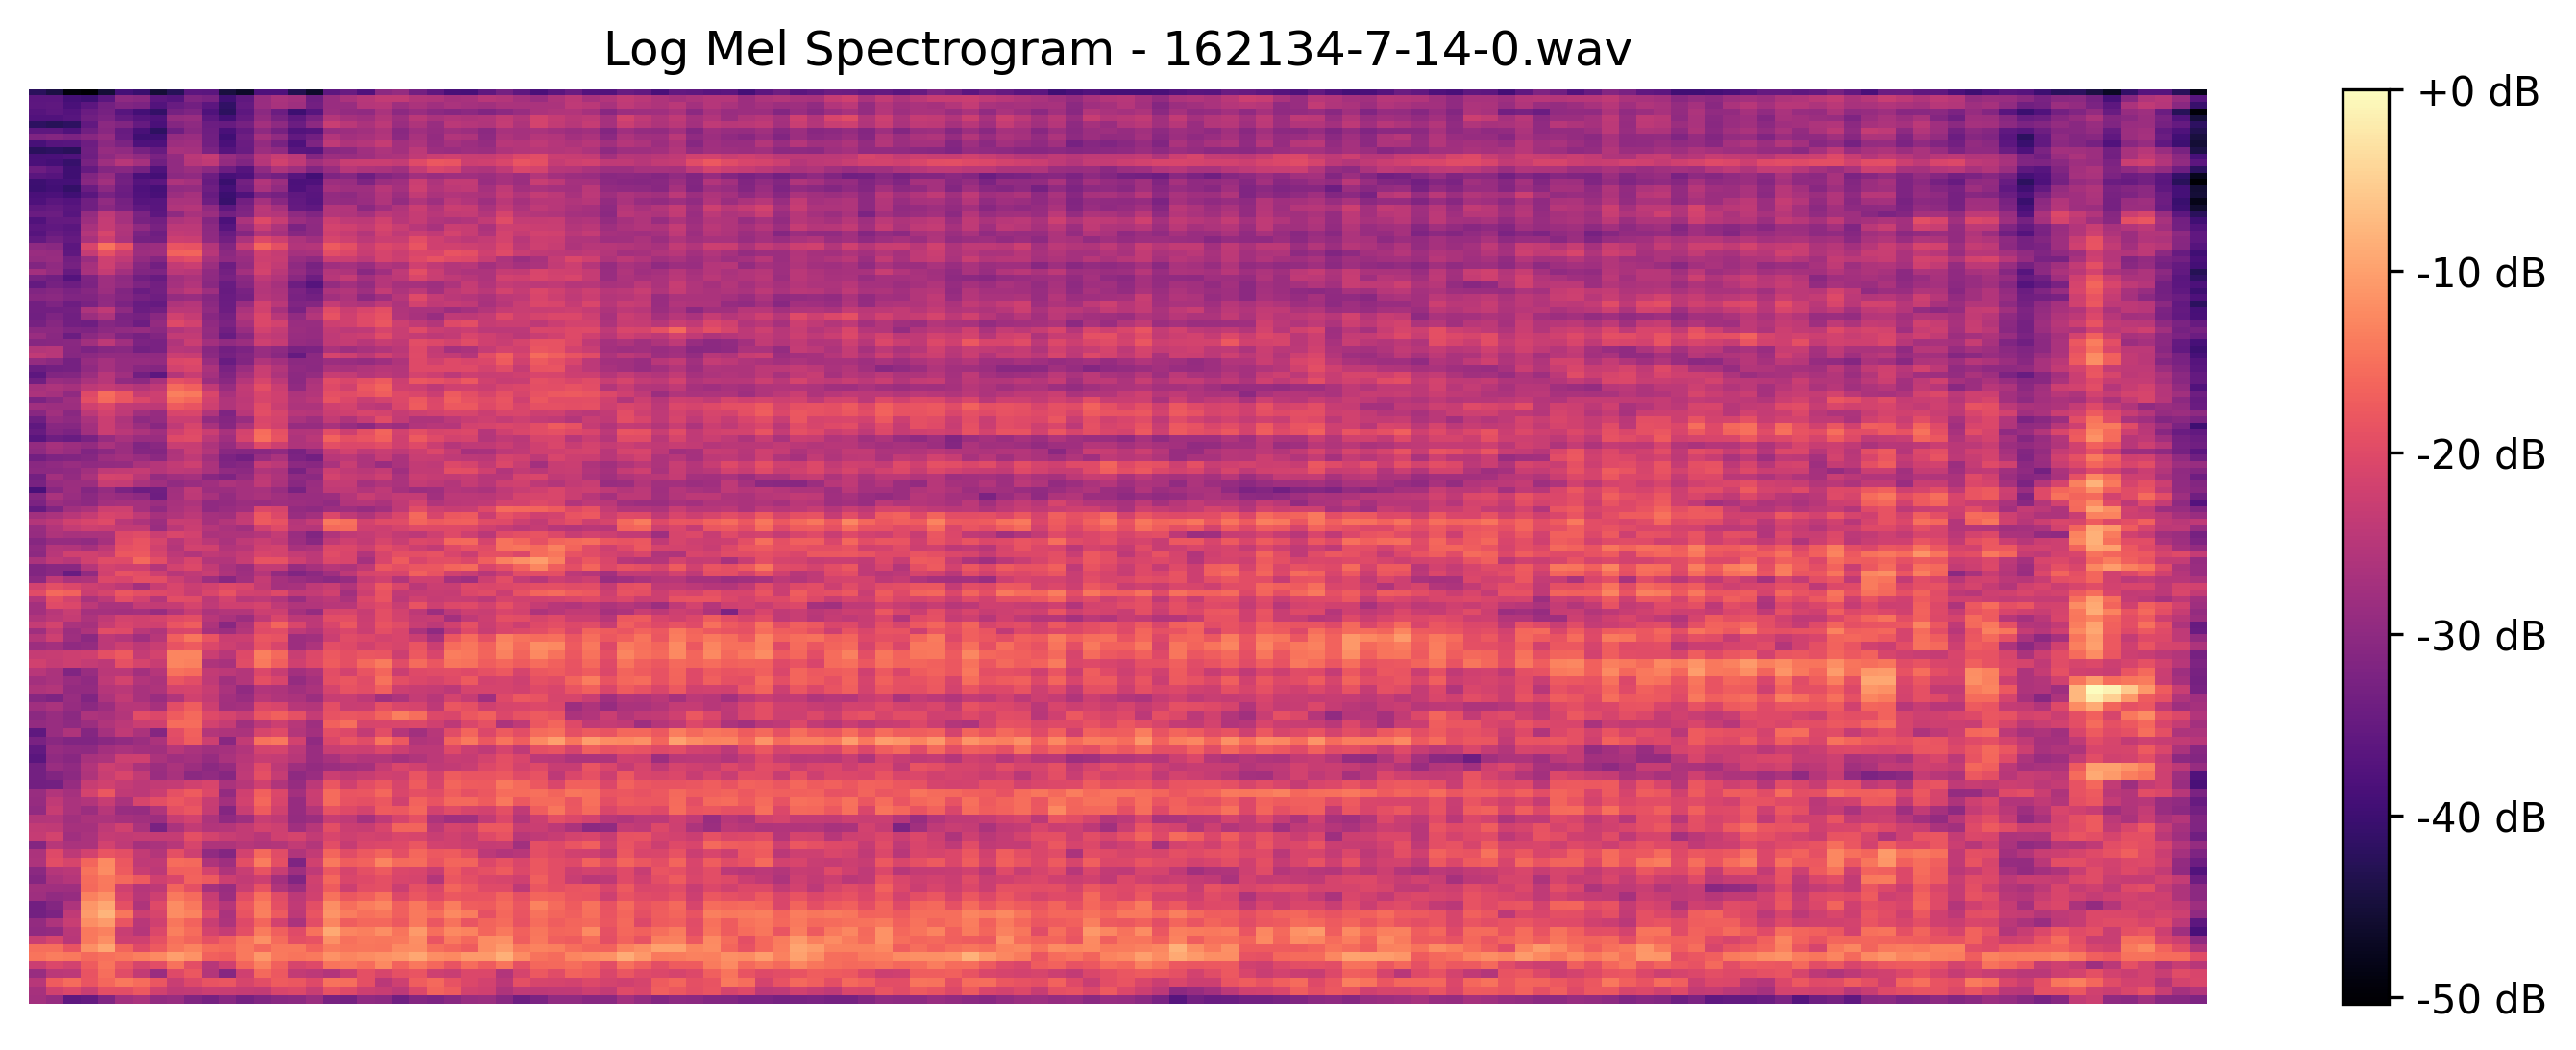 Log Mel Spectrogram - 162134-7-14-0.wav
+0 dB
-10 dB
-20 dB
-30 dB
-40 dB
-50 dB